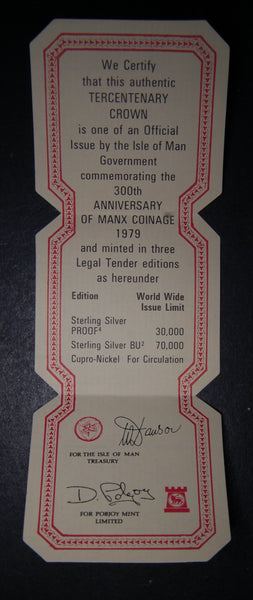 We Certify
that this authentic
TERCENTENARY
CROWN
is one of an Official
Issue by the Isle of Man
Government
commemorating the
300th
ANNIVERSARY
OF MANX COINAGE
1979
and minted in three
Legal Tender editions
as hereunder
Edition World Wide Issue Limit
Sterling Silver
PROOF⁴ 30,000
Sterling Silver BU² 70,000
Cupro-Nickel For Circulation
FOR THE ISLE OF MAN
TREASURY
D. Pobjoy
FOR POBJOY MINT
LIMITED